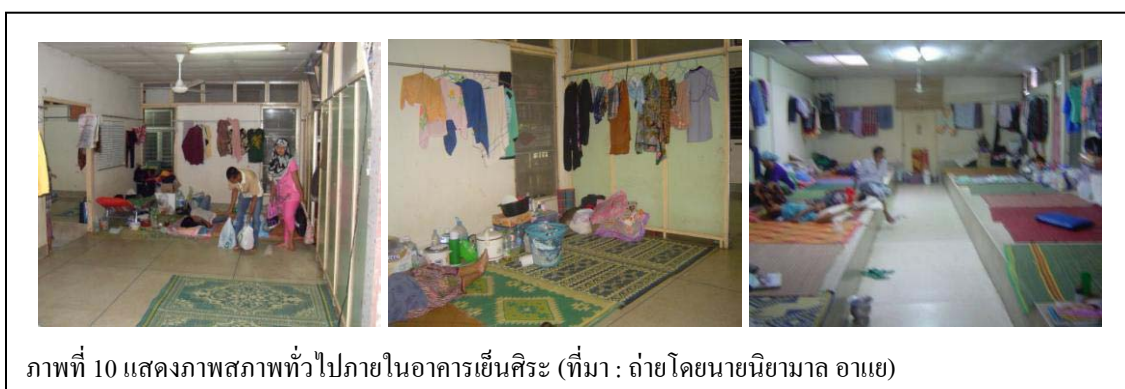 ภาพที่ 10 แสดงภาพสภาพทั่วไปภายในอาคารเย็นศิระ (ที่มา : ถ่ายโดยนายนิยามาล อาแย)